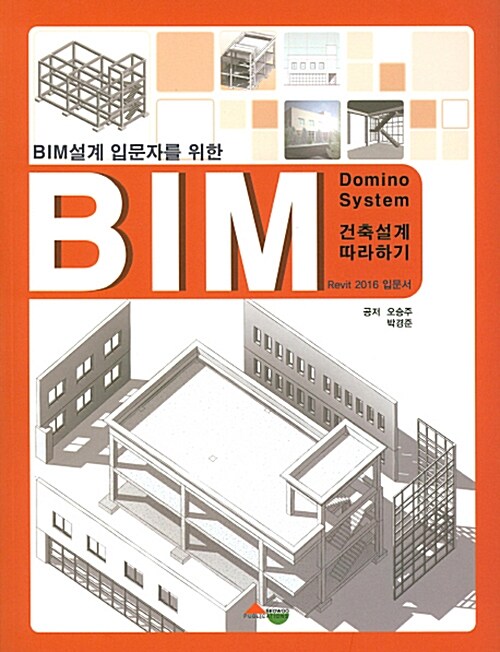 BIM설계 입문자를 위한
BIM
Domino
System
건축설계
따라하기
Revit 2016 입문서
공저 오승주
박경준
PUBLICATIONS